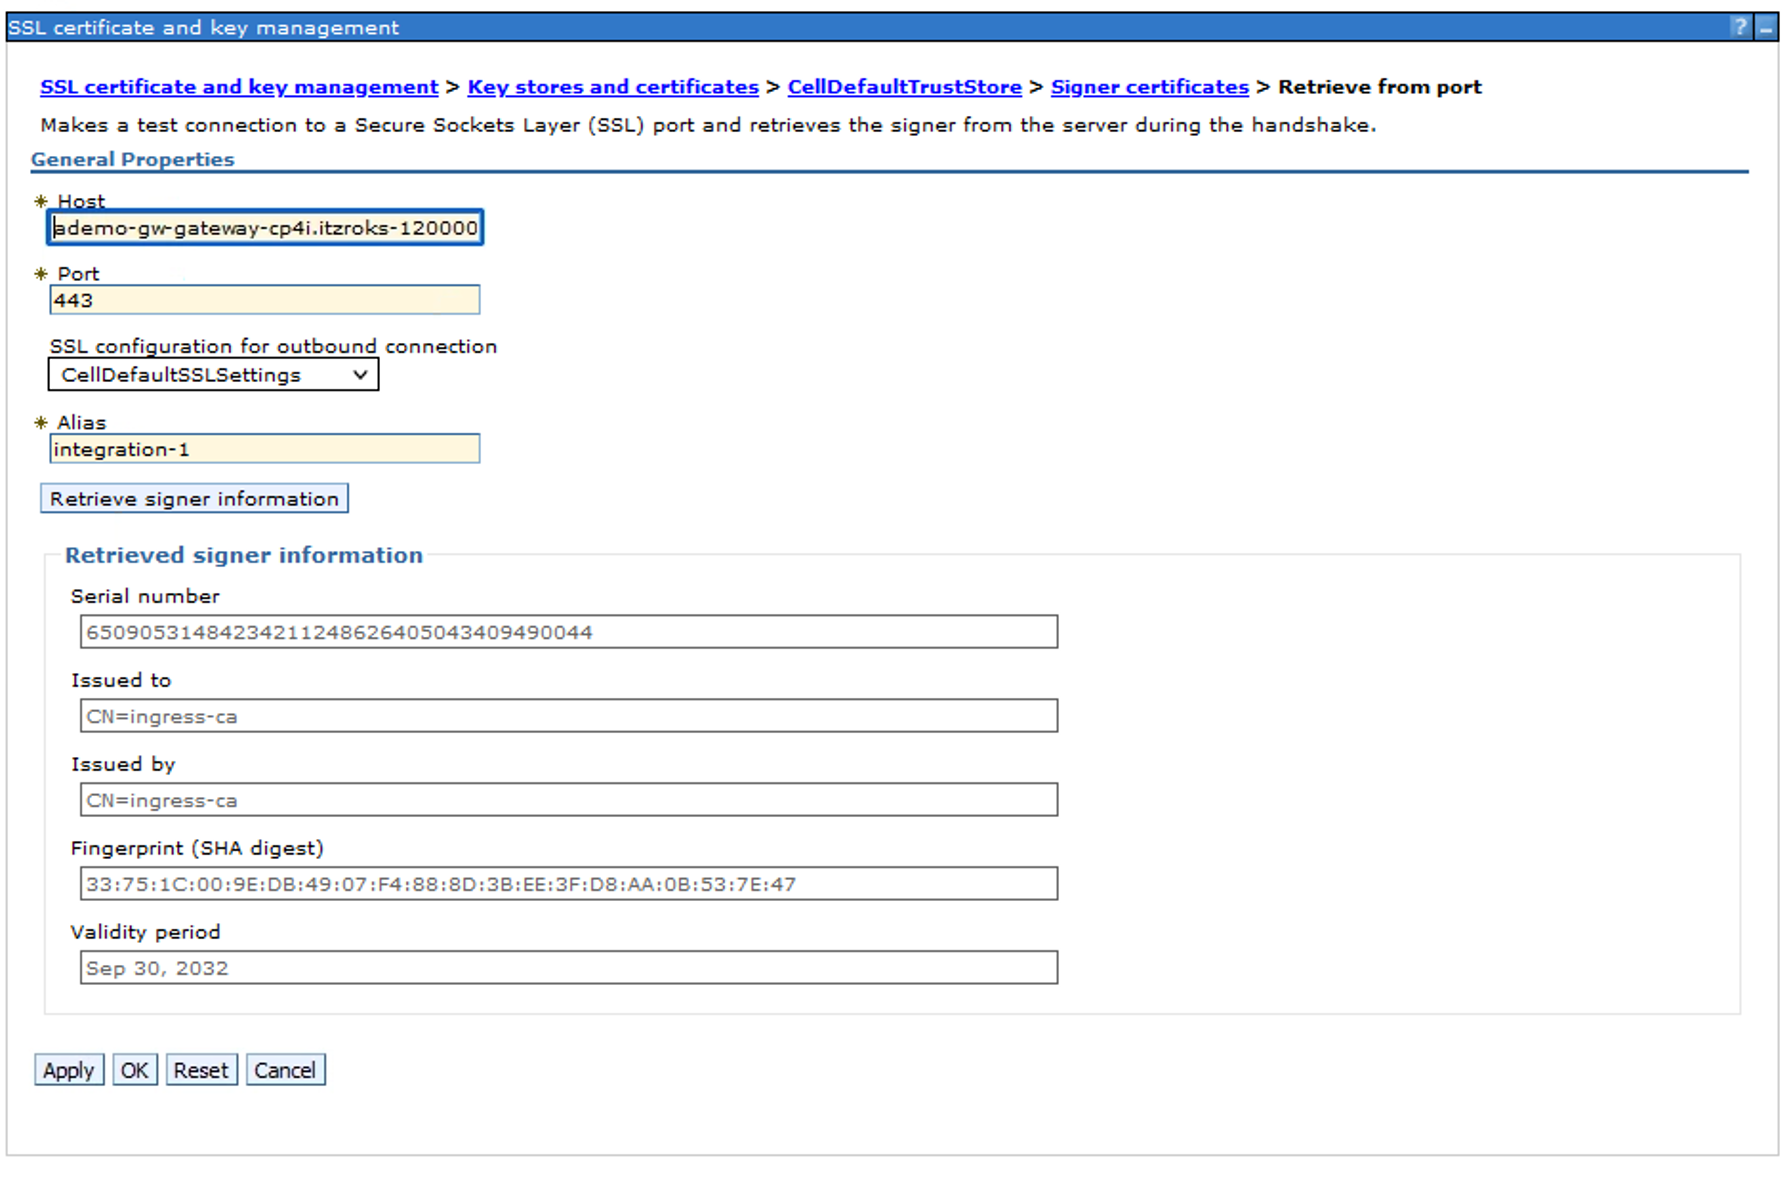 SSL certificate and key management ? –
SSL certificate and key management > Key stores and certificates > CellDefaultTrustStore > Signer certificates > Retrieve from port
Makes a test connection to a Secure Sockets Layer (SSL) port and retrieves the signer from the server during the handshake.
General Properties
* Host
ademo-gw-gateway-cp4i.itzroks-120000
* Port
443
SSL configuration for outbound connection
CellDefaultSSLSettings
* Alias
integration-1
Retrieve signer information
Retrieved signer information
Serial number
65090531484234211248626405043409490044
Issued to
CN=ingress-ca
Issued by
CN=ingress-ca
Fingerprint (SHA digest)
33:75:1C:00:9E:DB:49:07:F4:88:8D:3B:EE:3F:D8:AA:0B:53:7E:47
Validity period
Sep 30, 2032
Apply OK Reset Cancel